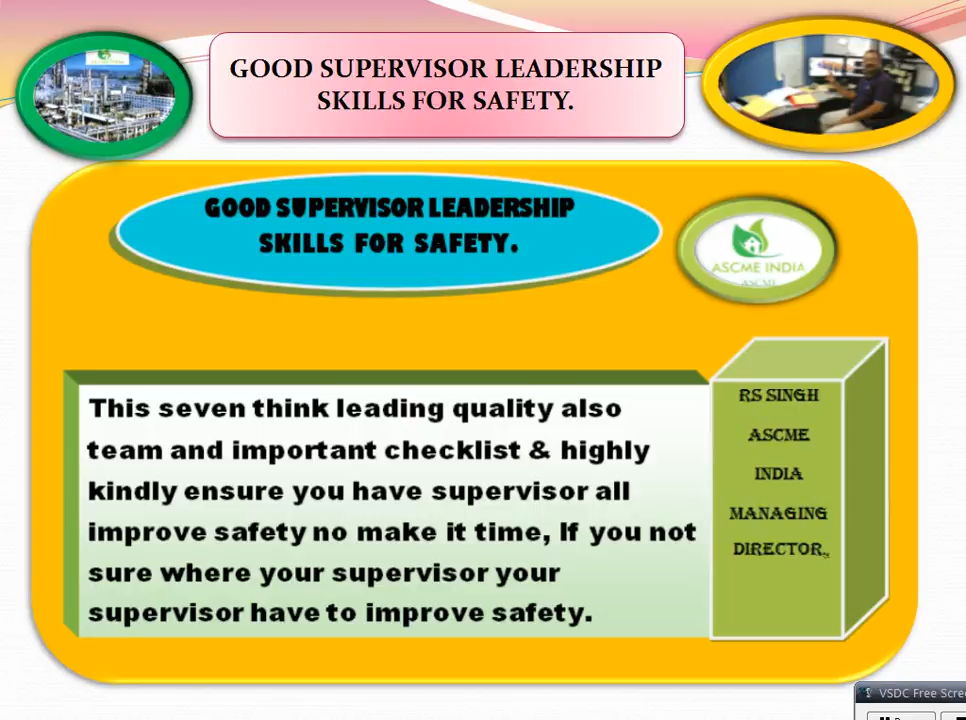 GOOD SUPERVISOR LEADERSHIP
SKILLS FOR SAFETY.
GOOD SUPERVISOR LEADERSHIP
SKILLS FOR SAFETY.
ASCME INDIA
ASCME
This seven think leading quality also
team and important checklist & highly
kindly ensure you have supervisor all
improve safety no make it time, If you not
sure where your supervisor your
supervisor have to improve safety.
RS SINGH
ASCME
INDIA
MANAGING
DIRECTOR.
VSDC Free Scre